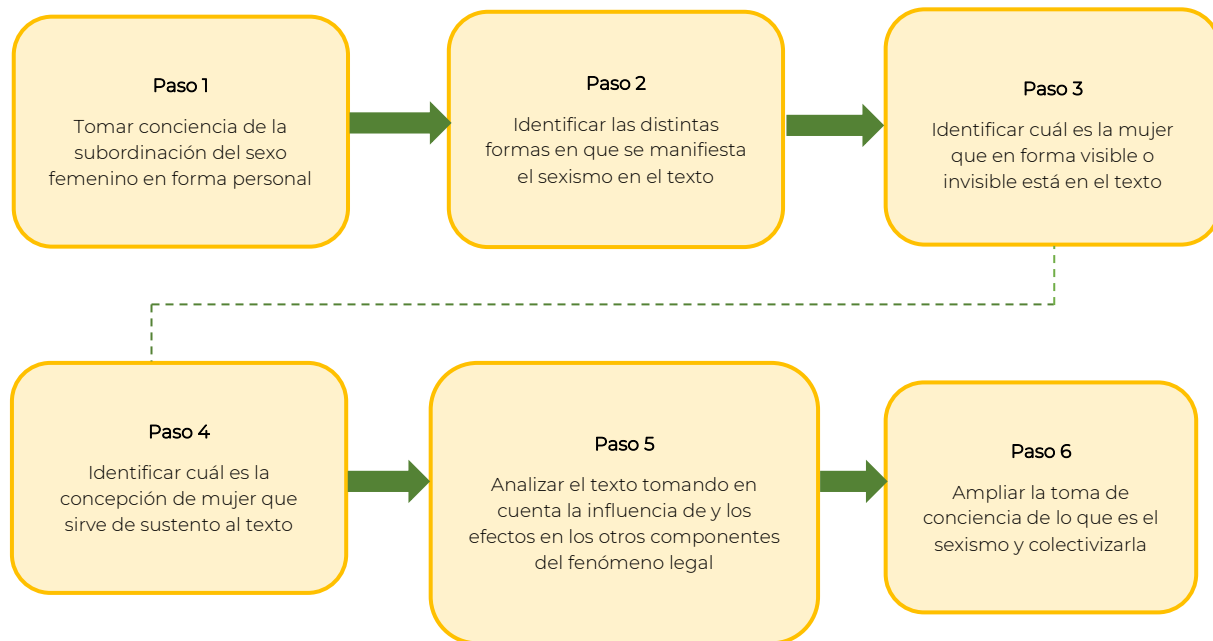 Paso 1
Tomar conciencia de la
subordinación del sexo
femenino en forma personal
Paso 2
Identificar las distintas
formas en que se manifiesta
el sexismo en el texto
Paso 3
Identificar cuál es la mujer
que en forma visible o
invisible está en el texto
Paso 4
Identificar cuál es la
concepción de mujer que
sirve de sustento al texto
Paso 5
Analizar el texto tomando en
cuenta la influencia de y los
efectos en los otros componentes
del fenómeno legal
Paso 6
Ampliar la toma de
conciencia de lo que es el
sexismo y colectivizarla